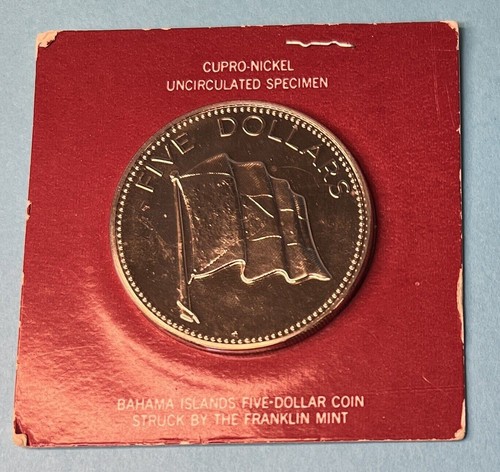 CUPRO-NICKEL
UNCIRCULATED SPECIMEN
FIVE DOLLARS
BAHAMA ISLANDS FIVE-DOLLAR COIN
STRUCK BY THE FRANKLIN MINT